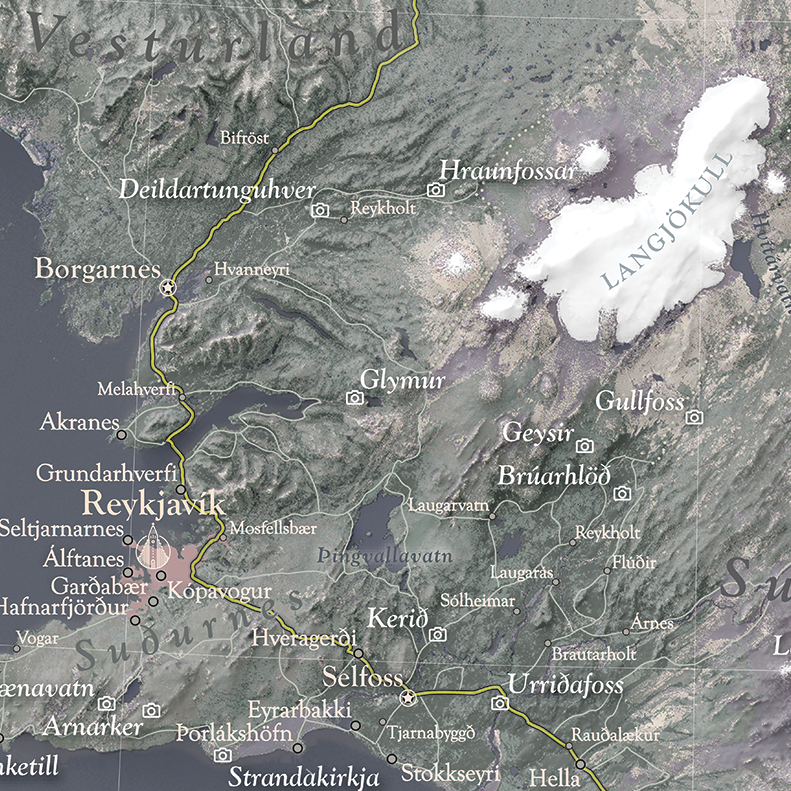 Vesturland
Bifröst
Hraunfossar
Deildartunguhver
Reykholt
LANGJÖKULL
Borgarnes
Hvanneyri
Glymur
Melahverfi
Gullfoss
Akranes
Geysir
Brúarhlöð
Grundarhverfi
Reykjavík
Laugarvatn
Seltjarnarnes
Mosfellsbær
Reykholt
Þingvallavatn
Álftanes
Laugarás
Flúðir
Garðabær
Kópavogur
Sólheimar
Hafnarfjörður
Suðurnes
Kerið
Árnes
Vogar
Hveragerði
Brautarholt
Selfoss
Urriðafoss
Arnarker
Eyrarbakki
Þorlákshöfn
Tjarnabyggð
Rauðalækur
Strandakirkja
Stokkseyri
Hella